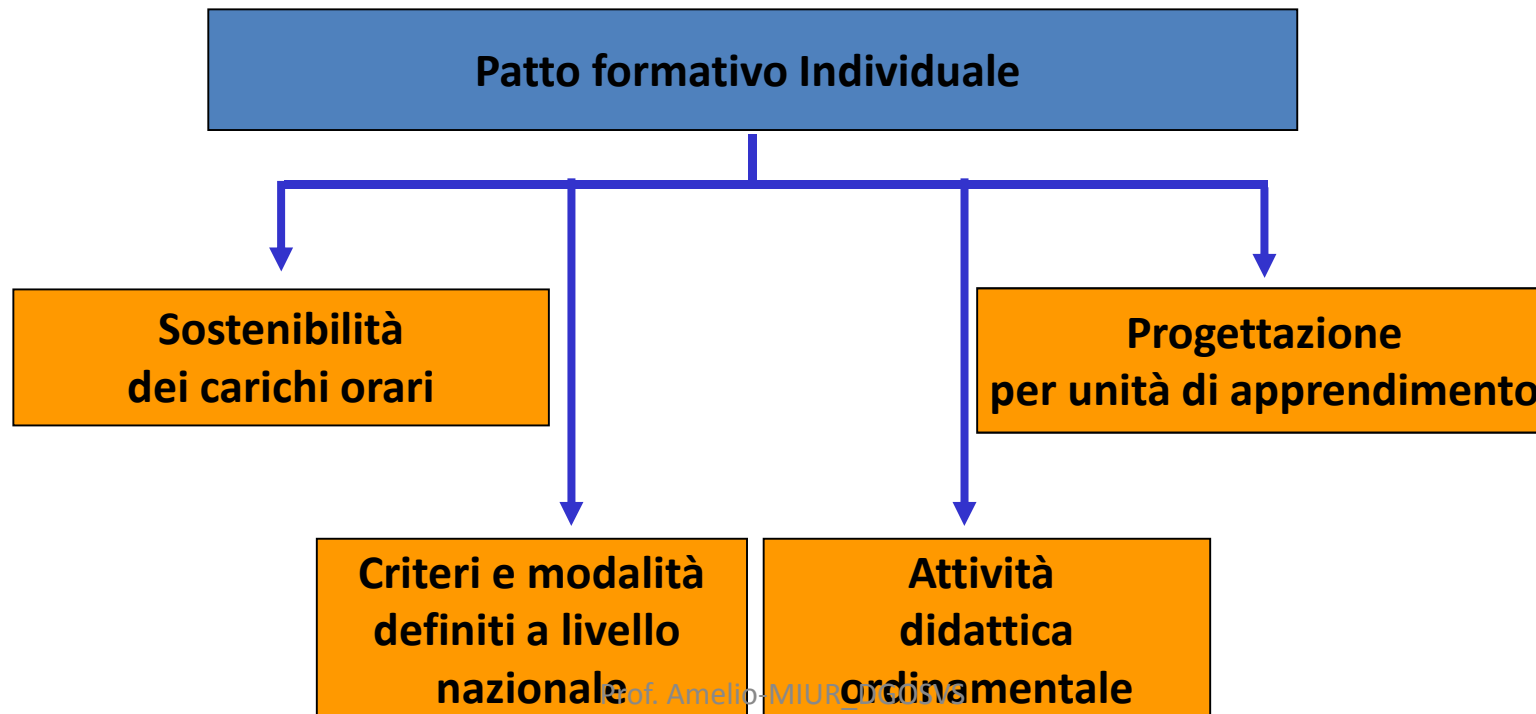 Patto formativo Individuale
Sostenibilità
dei carichi orari
Progettazione
per unità di apprendimento
Criteri e modalità
definiti a livello
nazionale
Attività
didattica
ordinamentale
Prof. Amelio-MIUR_DGOSVS